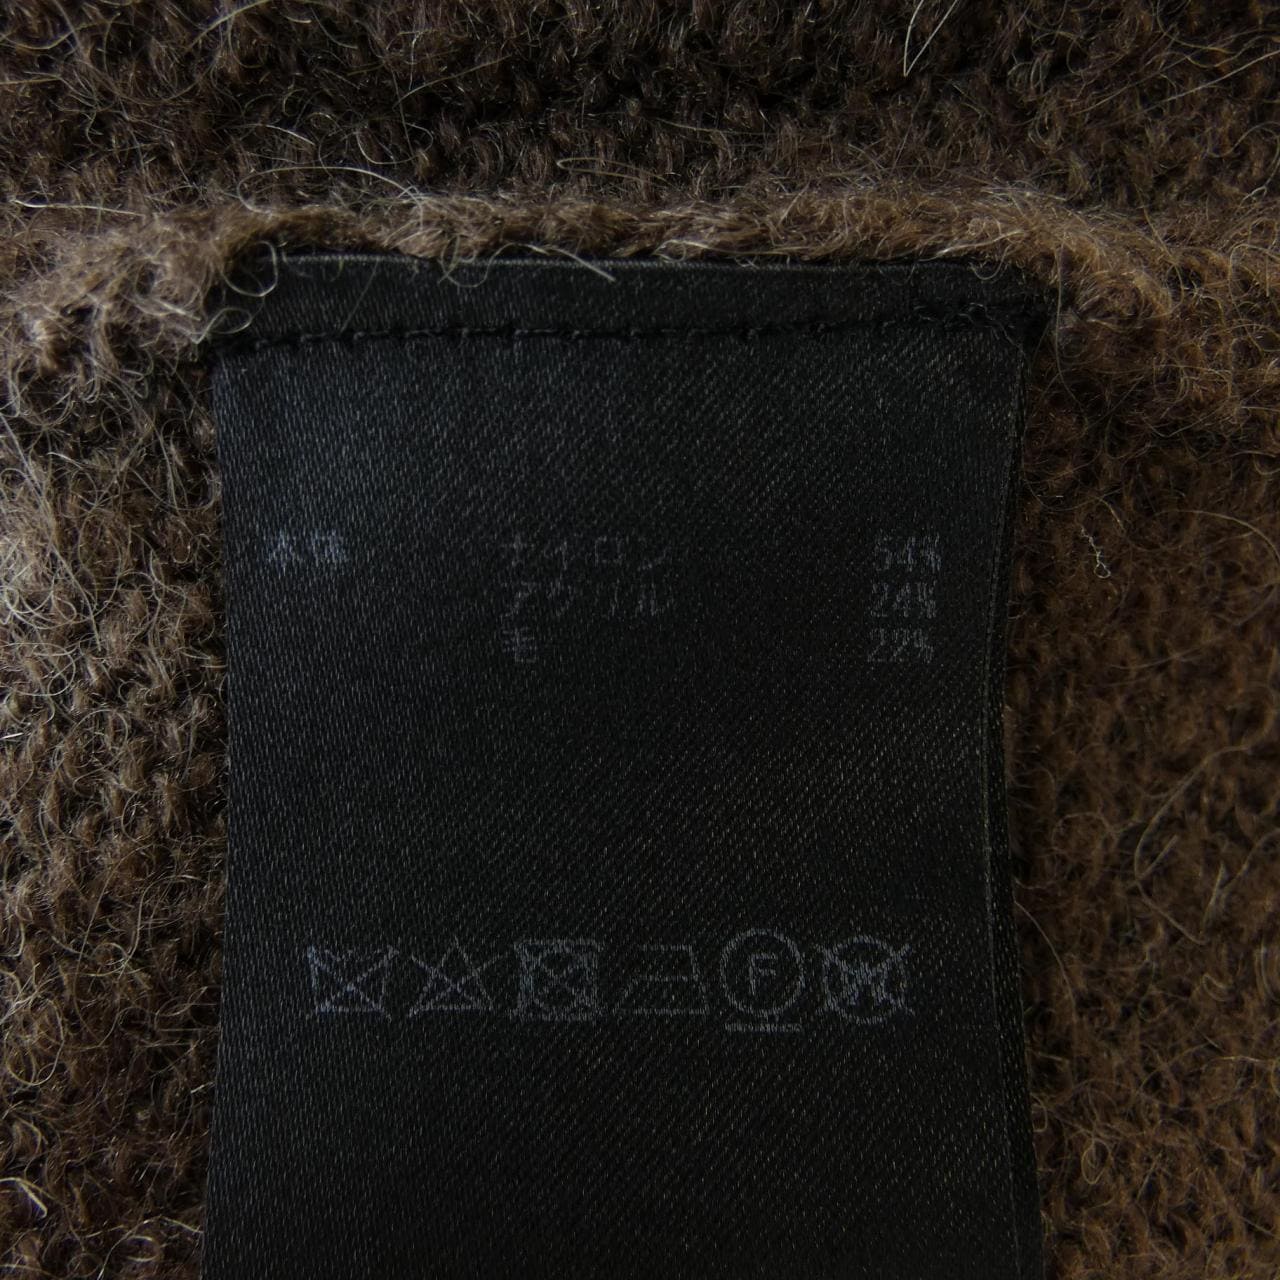 本体 ナイロン 54%
アクリル 24%
毛 22%
F
W